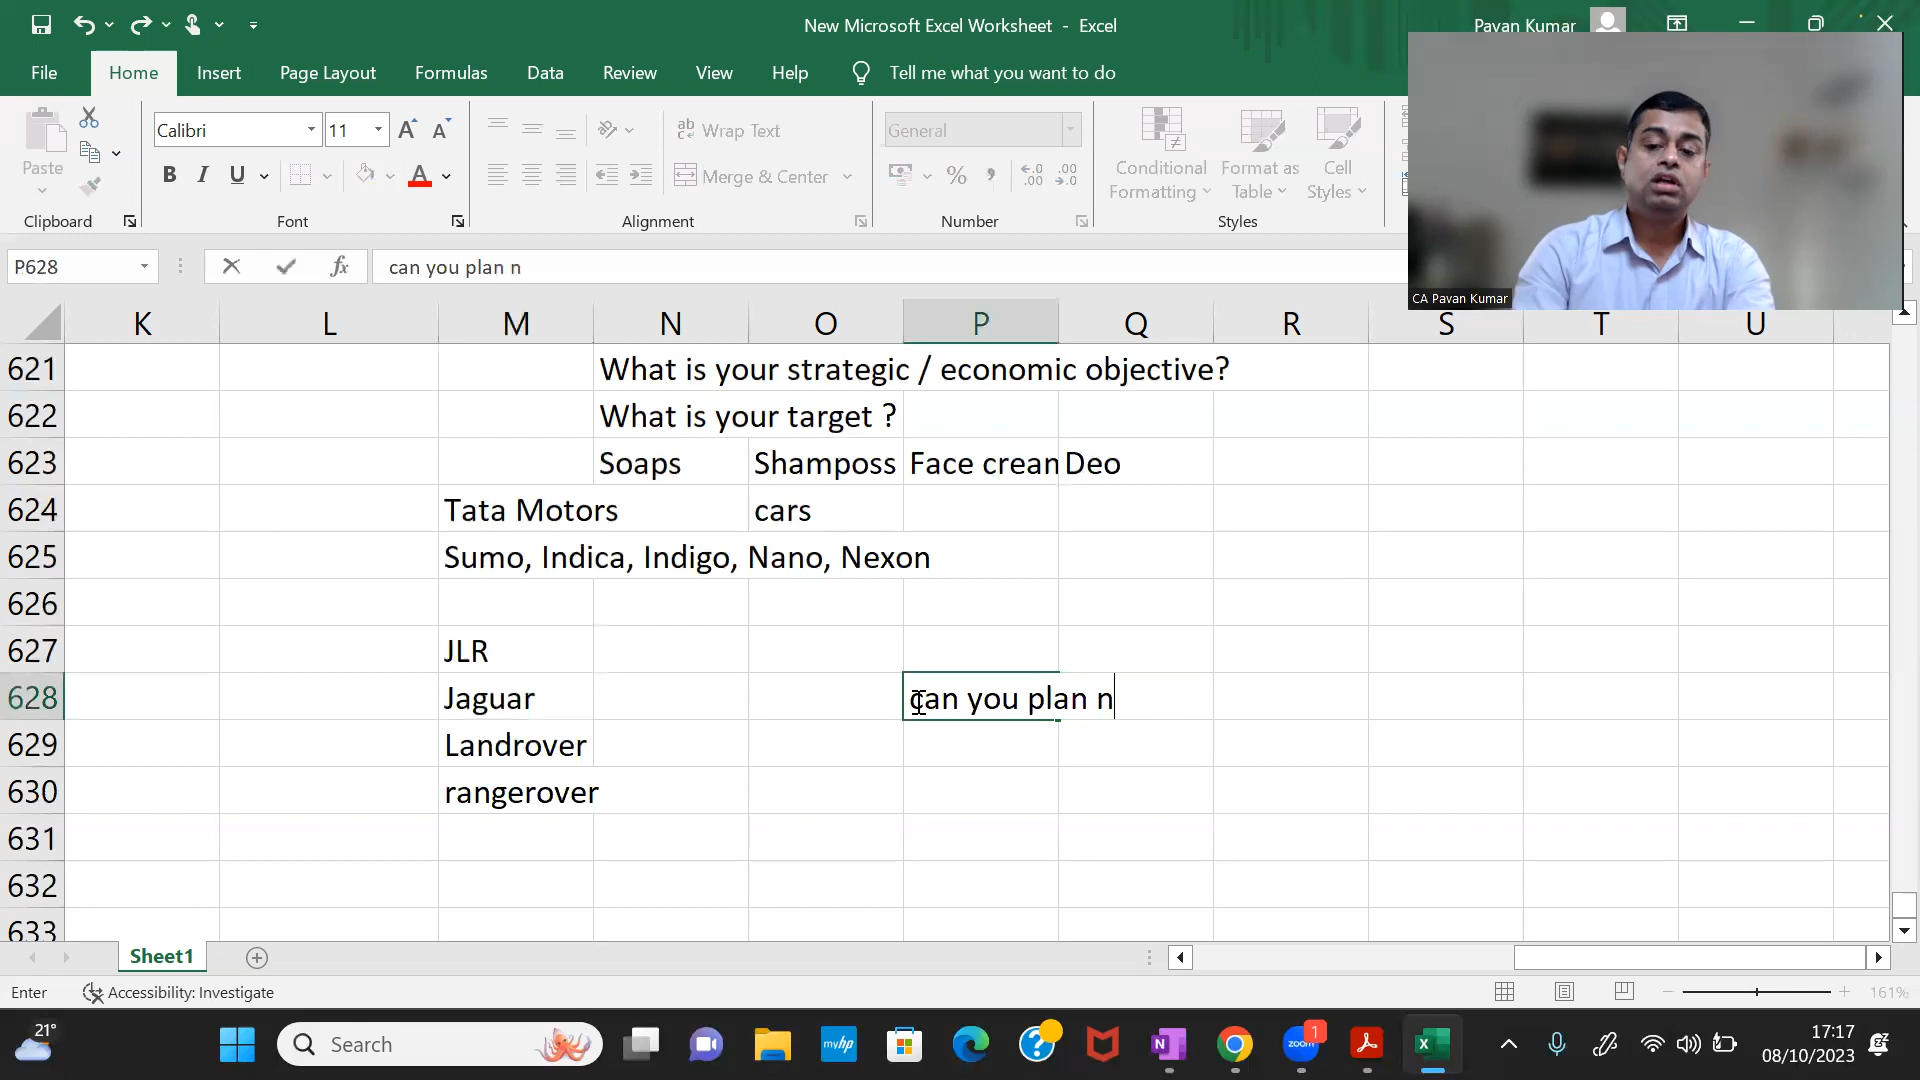 New Microsoft Excel Worksheet - Excel
Pavan Kumar
File Home Insert Page Layout Formulas Data Review View Help Tell me what you want to do
Paste
Calibri 11
B I U A
Wrap Text
Merge & Center
General
Conditional Formatting
Format as Table
Cell Styles
Clipboard Font Alignment Number Styles
P628
fx can you plan n
CA Pavan Kumar
K L M N O P Q R S T U
621 What is your strategic / economic objective?
622 What is your target ?
623 Soaps Shamposs Face crean Deo
624 Tata Motors cars
625 Sumo, Indica, Indigo, Nano, Nexon
626
627 JLR
628 Jaguar can you plan n
629 Landrover
630 rangerover
631
632
633
Sheet1
Enter Accessibility: Investigate 161%
21°
Search
myhp
zoom 1
17:17
08/10/2023